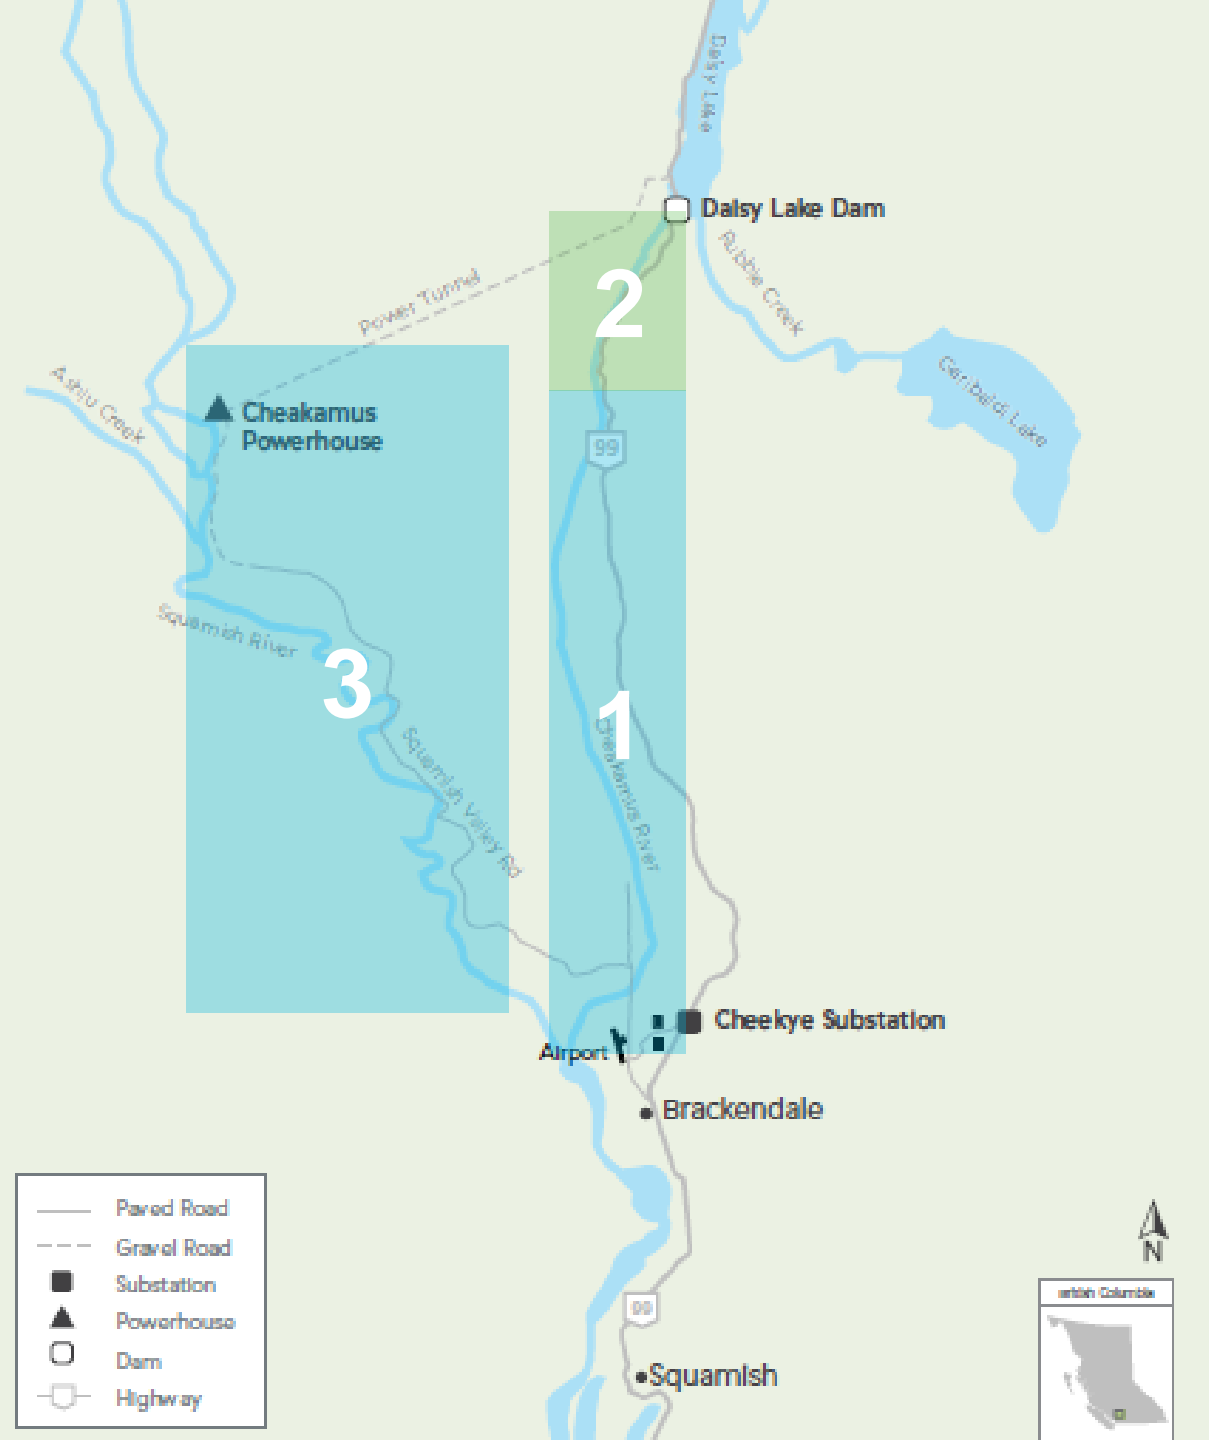 Daisy Lake
Daisy Lake Dam
2
Rubble Creek
Power Tunnel
Garibaldi Lake
Ashlu Creek
Cheakamus
Powerhouse
99
Squamish River
3
1
Cheakamus River
Squamish Valley Rd
Cheekye Substation
Airport
Brackendale
Paved Road
Gravel Road
Substation
Powerhouse
Dam
Highway
N
99
Squamish
Columbia